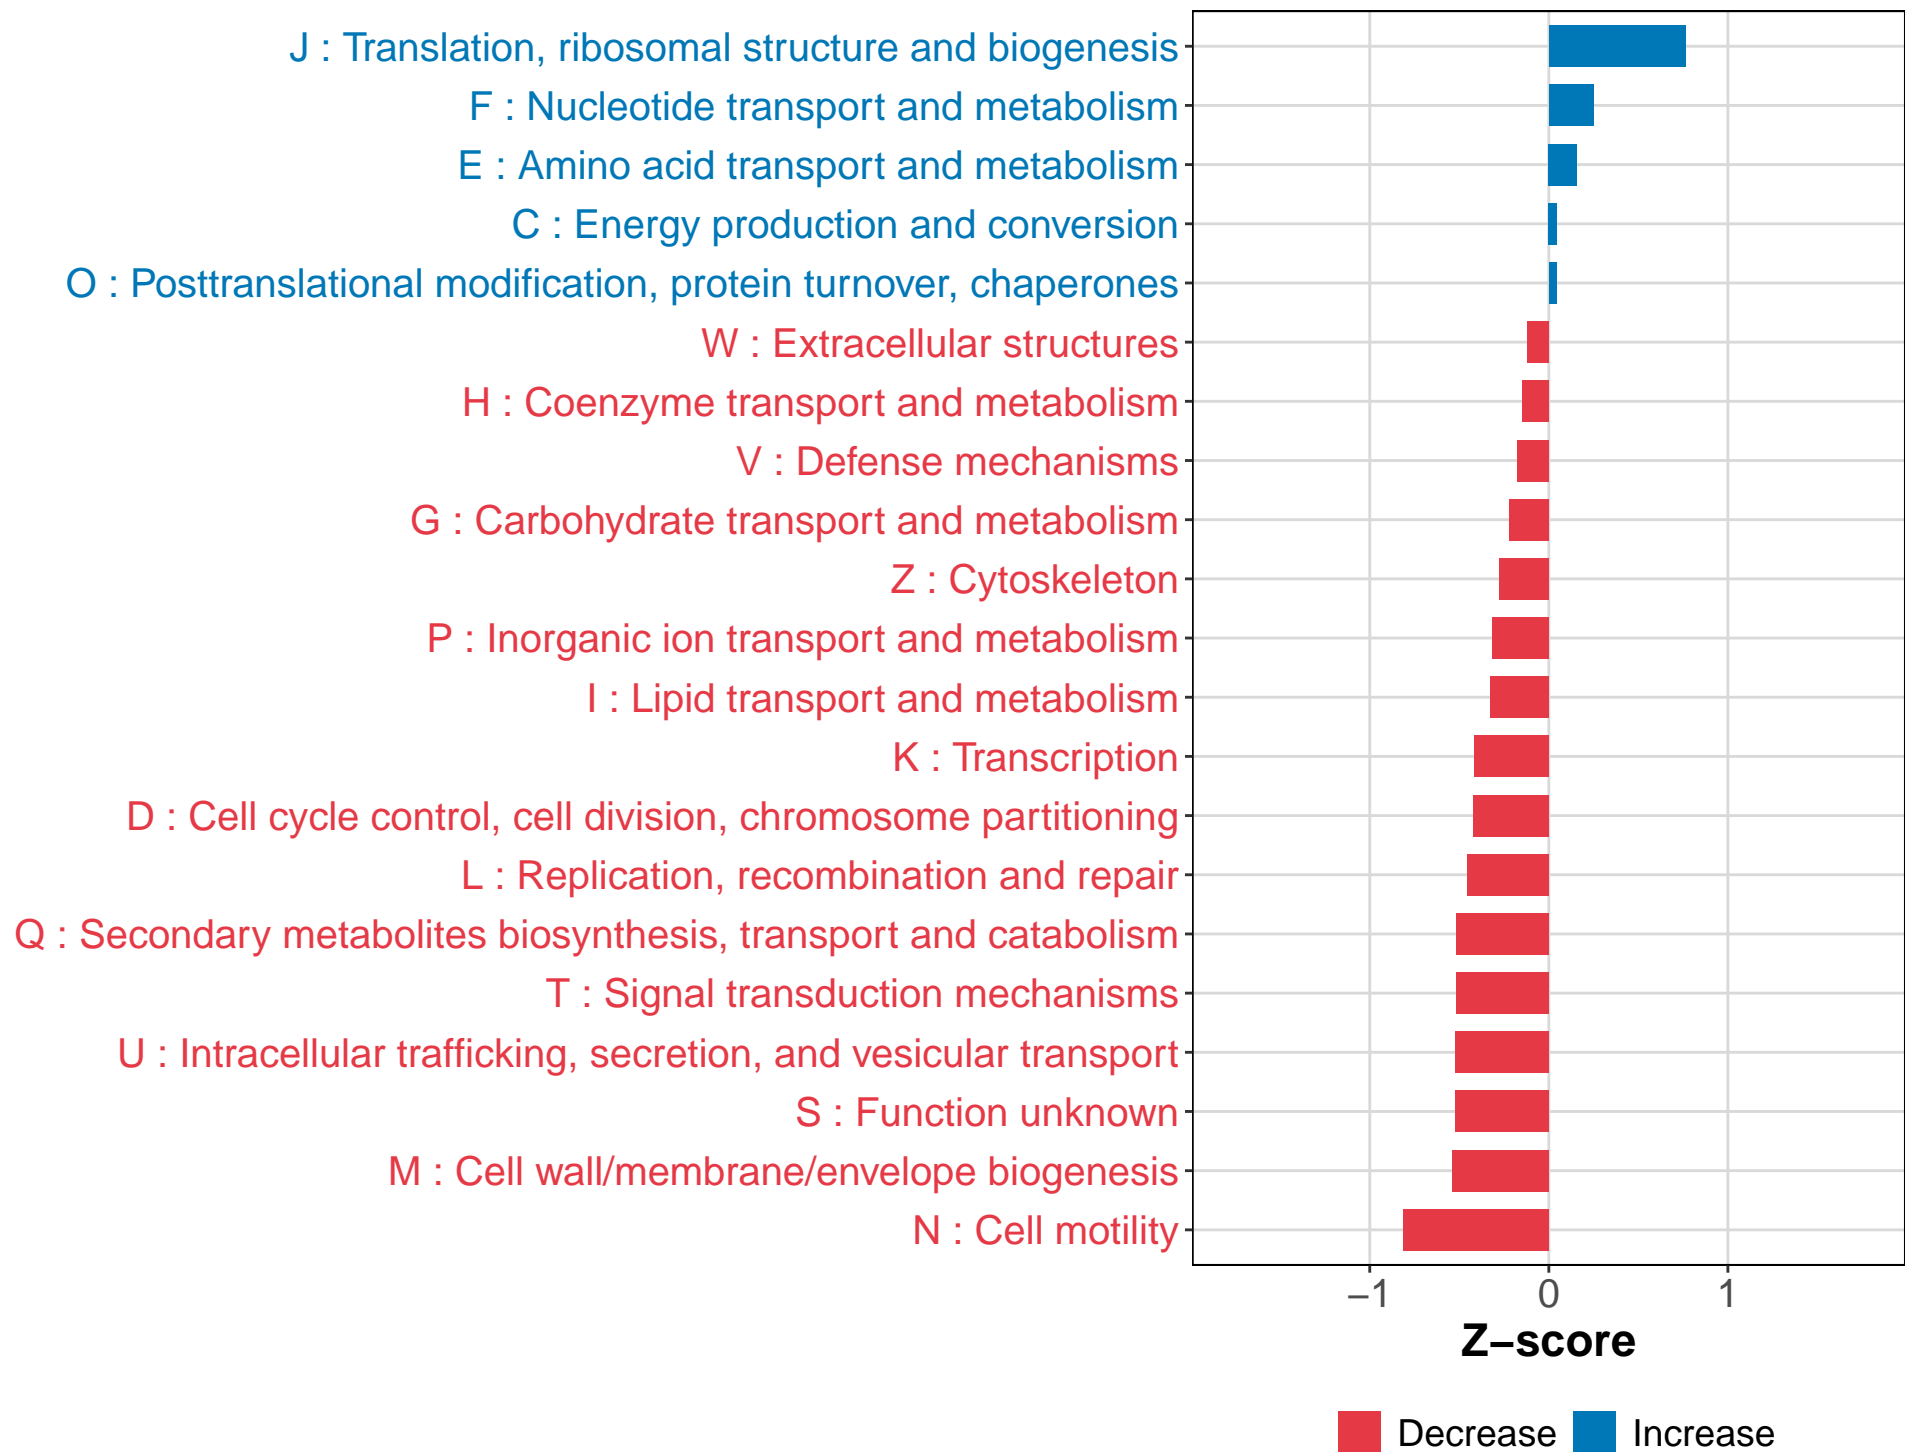 J : Translation, ribosomal structure and biogenesis
F : Nucleotide transport and metabolism
E : Amino acid transport and metabolism
C : Energy production and conversion
O : Posttranslational modification, protein turnover, chaperones
W : Extracellular structures
H : Coenzyme transport and metabolism
V : Defense mechanisms
G : Carbohydrate transport and metabolism
Z : Cytoskeleton
P : Inorganic ion transport and metabolism
I : Lipid transport and metabolism
K : Transcription
D : Cell cycle control, cell division, chromosome partitioning
L : Replication, recombination and repair
Q : Secondary metabolites biosynthesis, transport and catabolism
T : Signal transduction mechanisms
U : Intracellular trafficking, secretion, and vesicular transport
S : Function unknown
M : Cell wall/membrane/envelope biogenesis
N : Cell motility
−1 0 1
Z−score
Decrease Increase